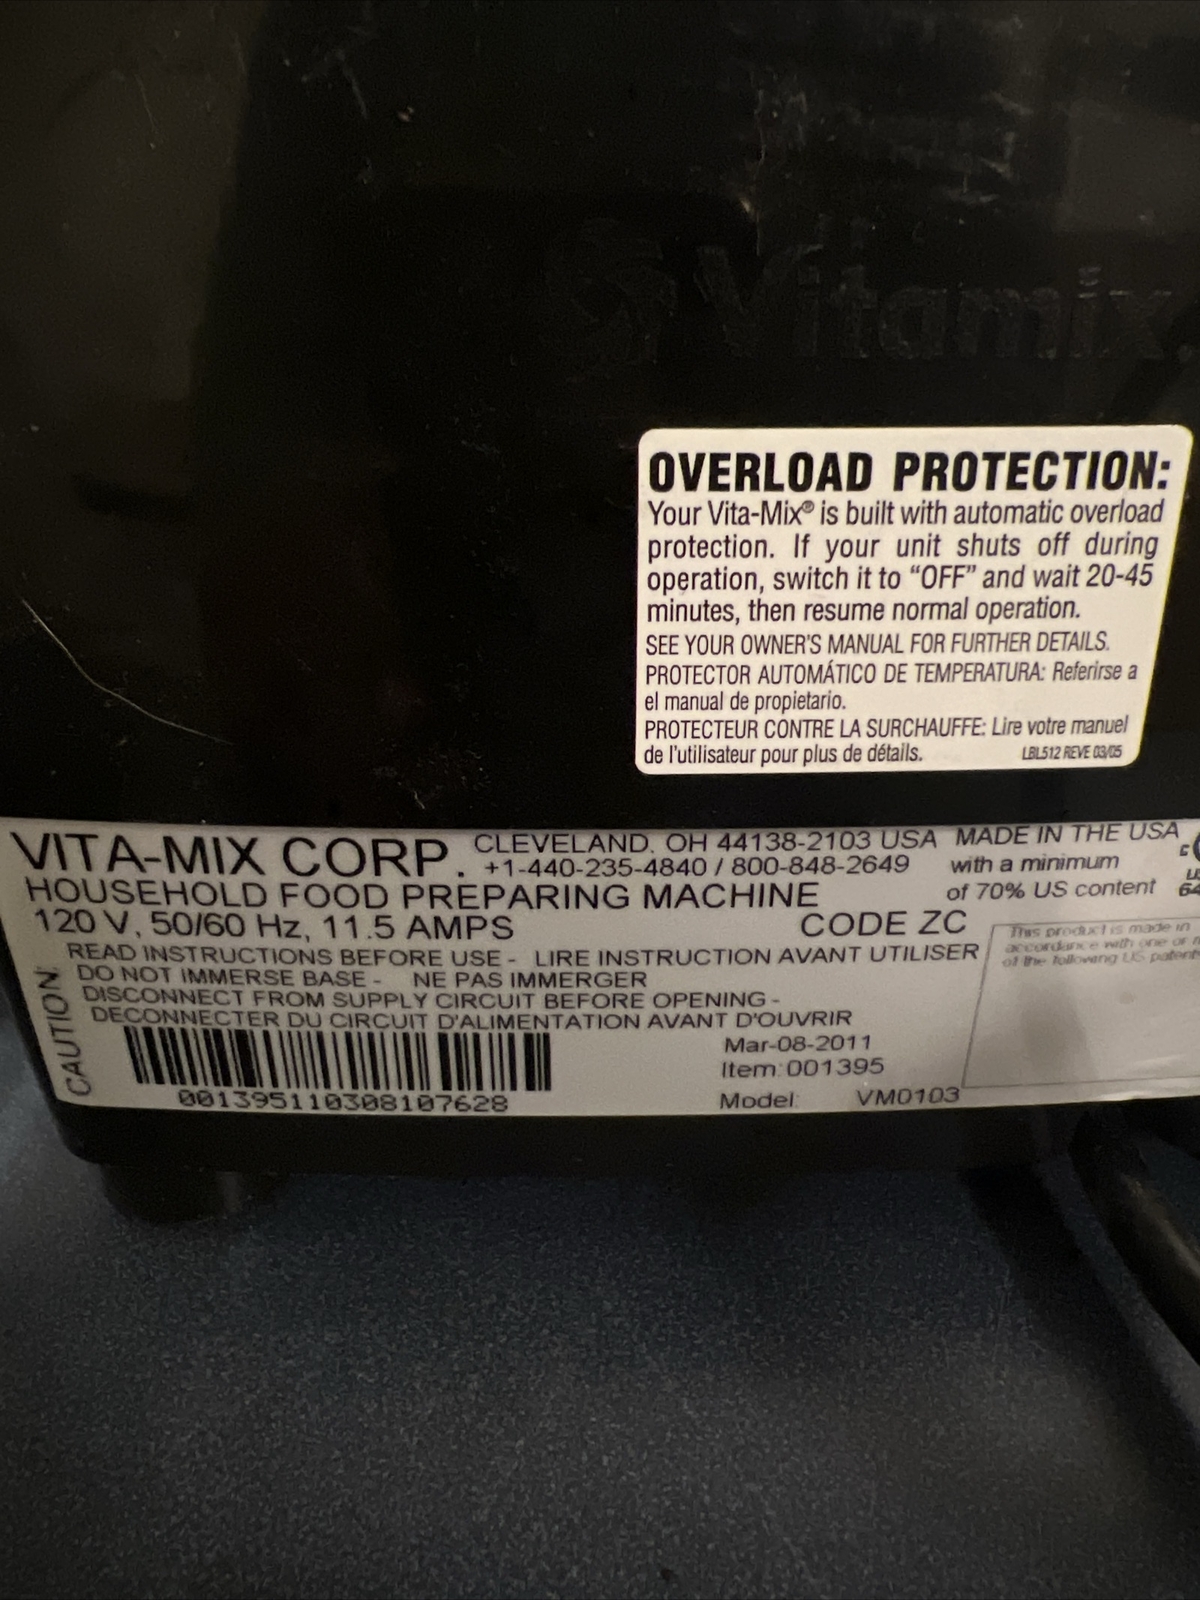 Vitamix
OVERLOAD PROTECTION:
Your Vita-Mix® is built with automatic overload
protection. If your unit shuts off during
operation, switch it to “OFF” and wait 20-45
minutes, then resume normal operation.
SEE YOUR OWNER'S MANUAL FOR FURTHER DETAILS.
PROTECTOR AUTOMÁTICO DE TEMPERATURA: Referirse a
el manual de propietario.
PROTECTEUR CONTRE LA SURCHAUFFE: Lire votre manuel
de l'utilisateur pour plus de détails.
LBL512 REVE 03/05
VITA-MIX CORP.
CLEVELAND. OH 44138-2103 USA
+1-440-235-4840 / 800-848-2649
MADE IN THE USA
with a minimum
of 70% US content
HOUSEHOLD FOOD PREPARING MACHINE
120 V, 50/60 Hz, 11.5 AMPS
CODE ZC
CAUTION
READ INSTRUCTIONS BEFORE USE - LIRE INSTRUCTION AVANT UTILISER
DO NOT IMMERSE BASE - NE PAS IMMERGER
DISCONNECT FROM SUPPLY CIRCUIT BEFORE OPENING -
DECONNECTER DU CIRCUIT D'ALIMENTATION AVANT D'OUVRIR
This product is made in
accordance with one or
of the following US patents
001395110308107628
Mar-08-2011
Item: 001395
Model: VM0103